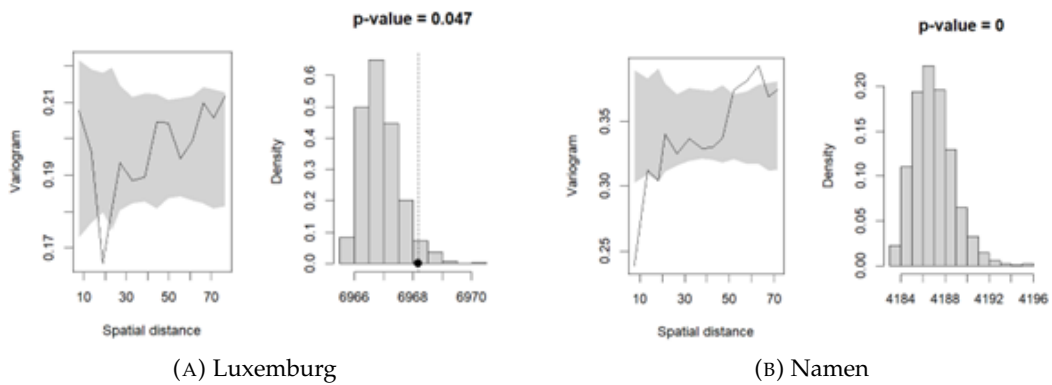 p-value = 0.047
0.17 0.19 0.21
Variogram
10 30 50 70
Spatial distance
0.0 0.1 0.2 0.3 0.4 0.5 0.6
Density
6966 6968 6970
(A) Luxemburg
p-value = 0
0.25 0.30 0.35
Variogram
10 30 50 70
Spatial distance
0.00 0.05 0.10 0.15 0.20
Density
4184 4188 4192 4196
(B) Namen